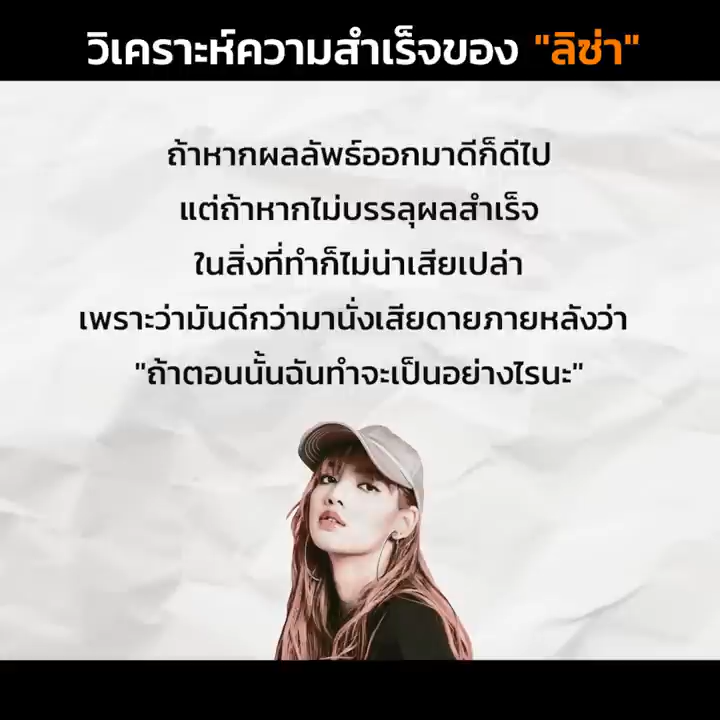 วิเคราะห์ความสำเร็จของ "ลิซ่า"
ถ้าหากผลลัพธ์ออกมาดีก็ดีไป
แต่ถ้าหากไม่บรรลุผลสำเร็จ
ในสิ่งที่ทำก็ไม่น่าเสียเปล่า
เพราะว่ามันดีกว่ามานั่งเสียดายภายหลังว่า
"ถ้าตอนนั้นฉันทำจะเป็นอย่างไรนะ"